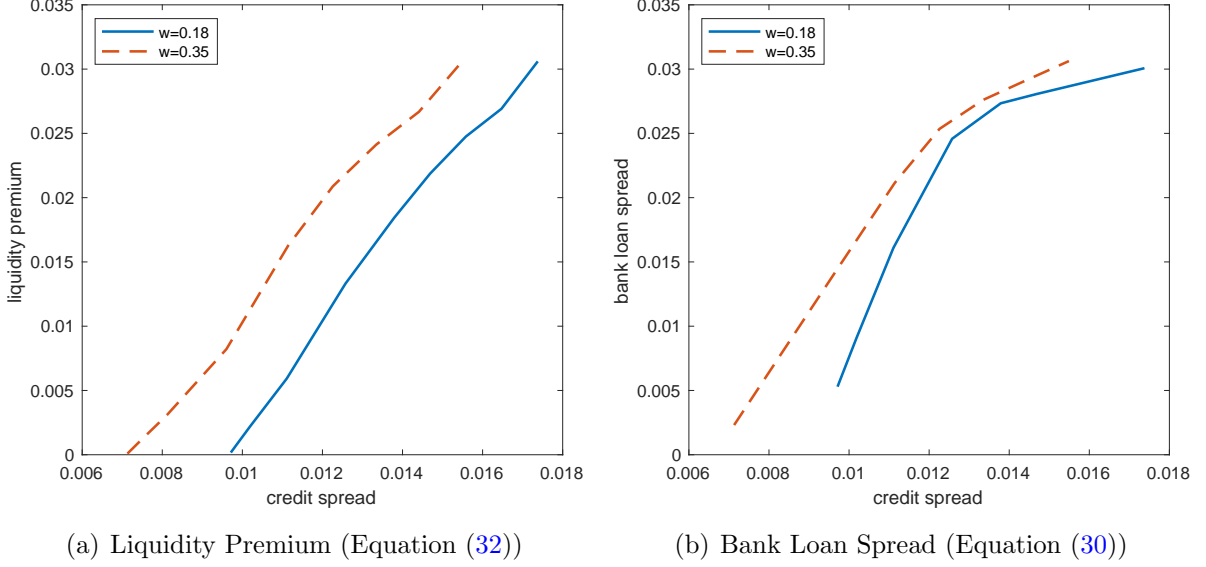 0.035
0.03
0.025
0.02
0.015
0.01
0.005
0
liquidity premium
w=0.18
w=0.35
0.006 0.008 0.01 0.012 0.014 0.016 0.018
credit spread
(a) Liquidity Premium (Equation (32))
0.035
0.03
0.025
0.02
0.015
0.01
0.005
0
bank loan spread
w=0.18
w=0.35
0.006 0.008 0.01 0.012 0.014 0.016 0.018
credit spread
(b) Bank Loan Spread (Equation (30))